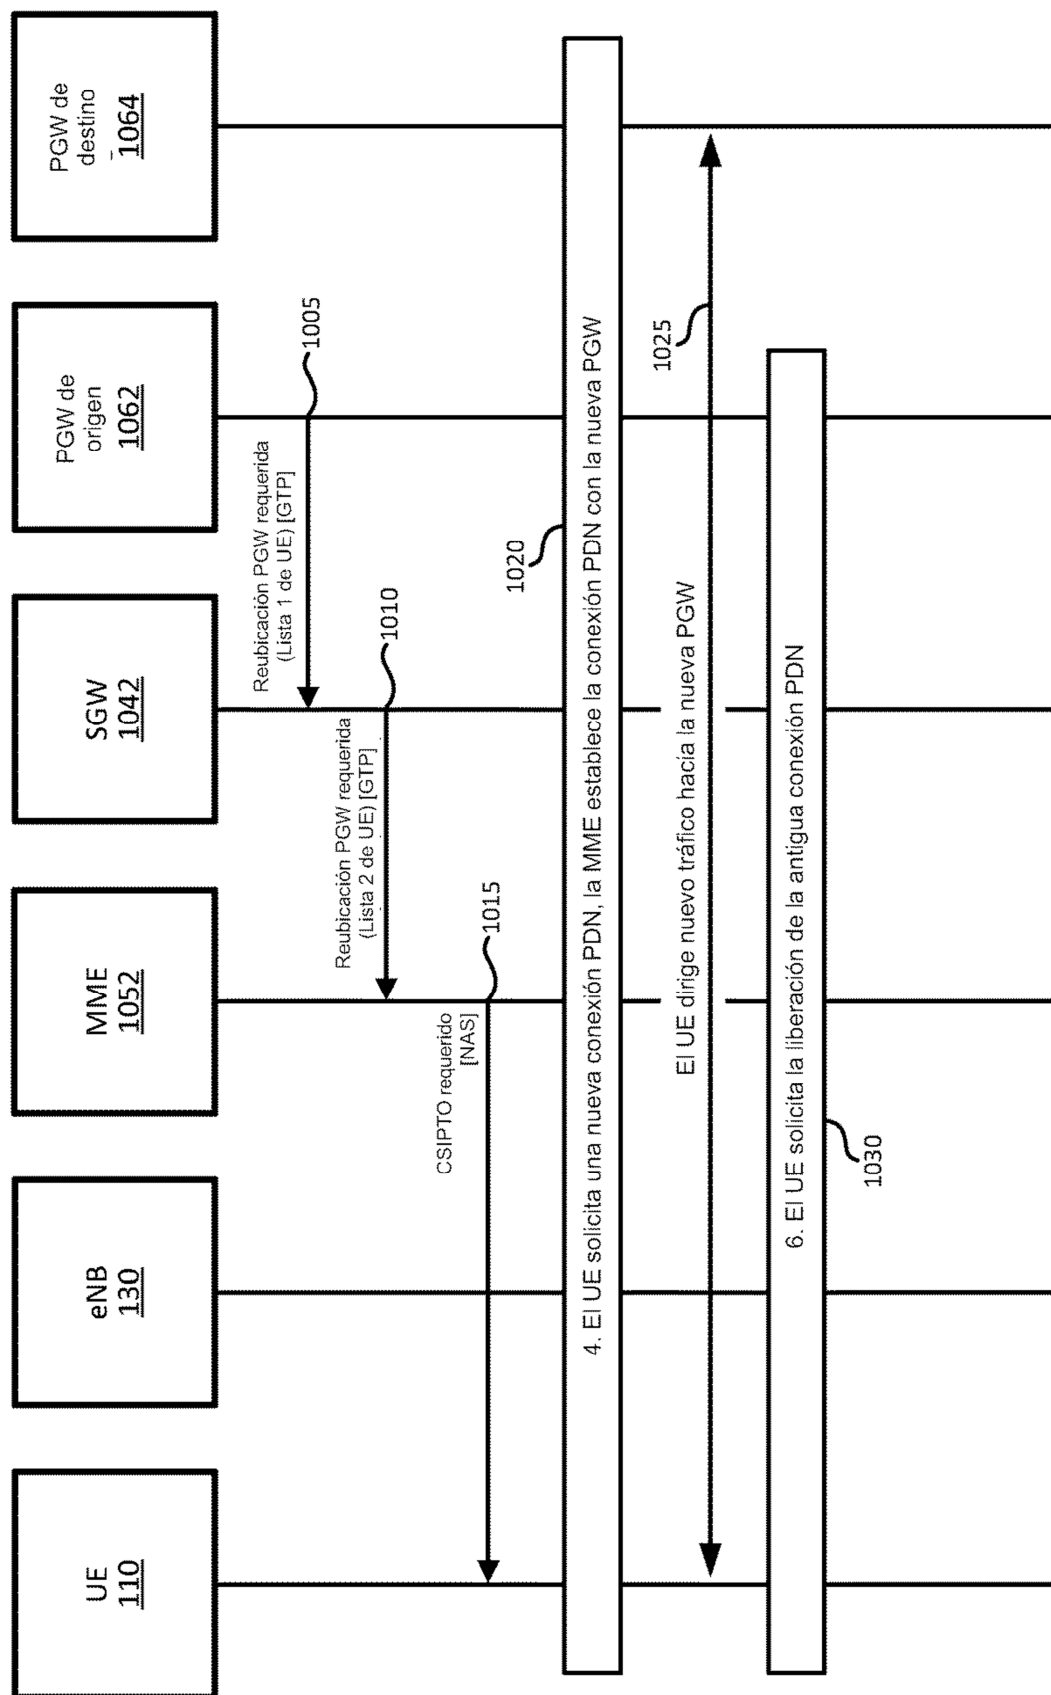 UE
110
eNB
130
MME
1052
SGW
1042
PGW de
origen
1062
PGW de
destino
1064
Reubicación PGW requerida
(Lista 1 de UE) [GTP]
1005
Reubicación PGW requerida
(Lista 2 de UE) [GTP]
1010
CSIPTO requerido
[NAS]
1015
1020
4. El UE solicita una nueva conexión PDN, la MME establece la conexión PDN con la nueva PGW
El UE dirige nuevo tráfico hacia la nueva PGW
1025
6. El UE solicita la liberación de la antigua conexión PDN
1030